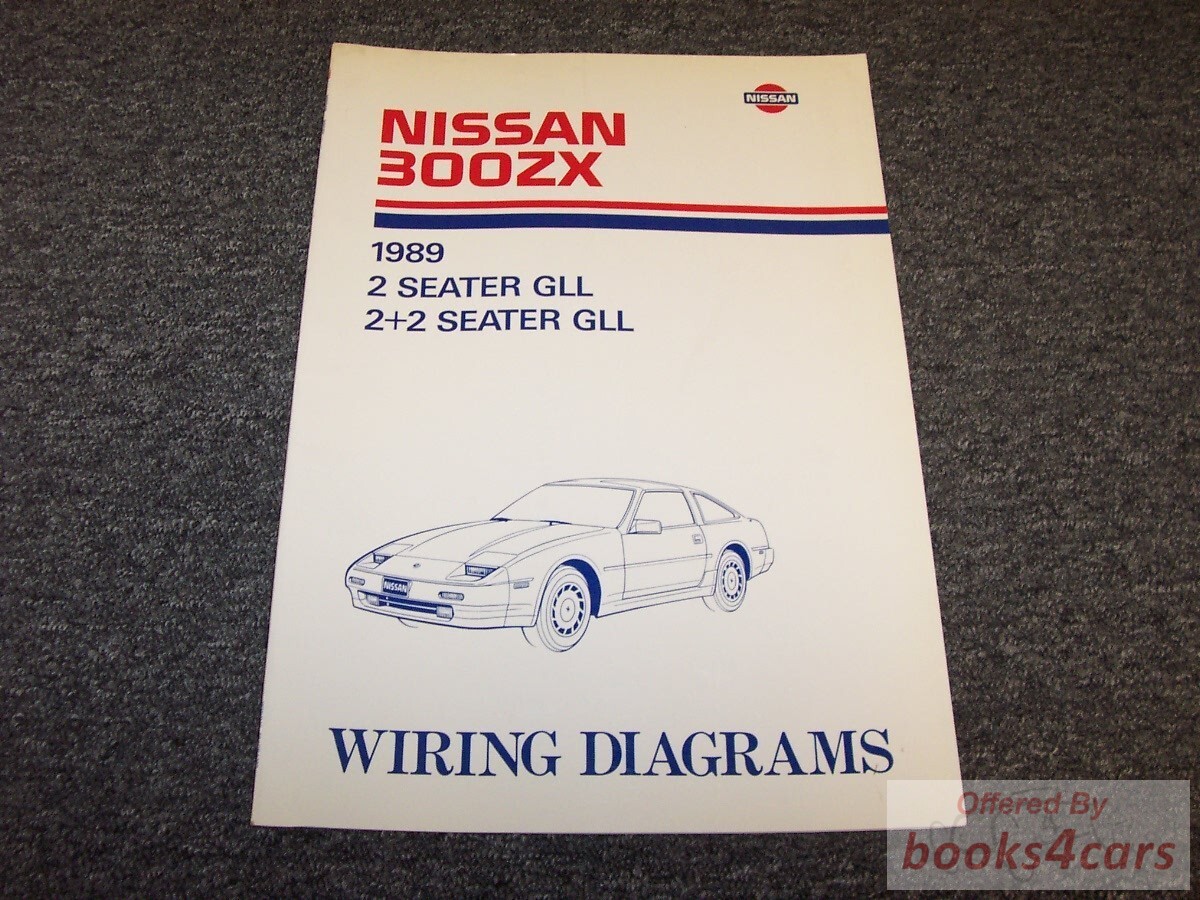 NISSAN
NISSAN
300ZX
1989
2 SEATER GLL
2+2 SEATER GLL
NISSAN
WIRING DIAGRAMS
Offered By
books4cars